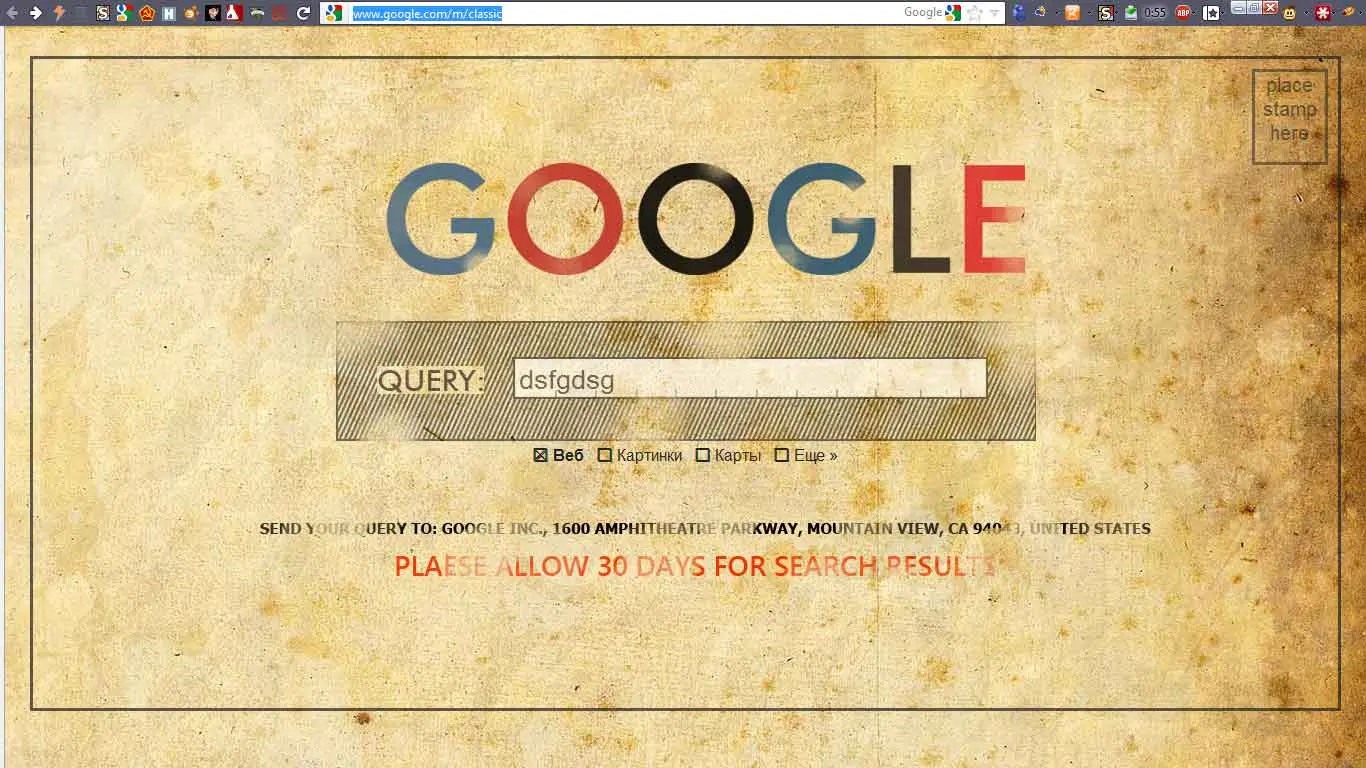 www.google.com/m/classic
Google
0:55
ABP
place
stamp
here
GOOGLE
QUERY:
dsfgdsg
Веб Картинки Карты Еще »
SEND YOUR QUERY TO: GOOGLE INC., 1600 AMPHITHEATRE PARKWAY, MOUNTAIN VIEW, CA 94043, UNITED STATES
PLAESE ALLOW 30 DAYS FOR SEARCH RESULTS*